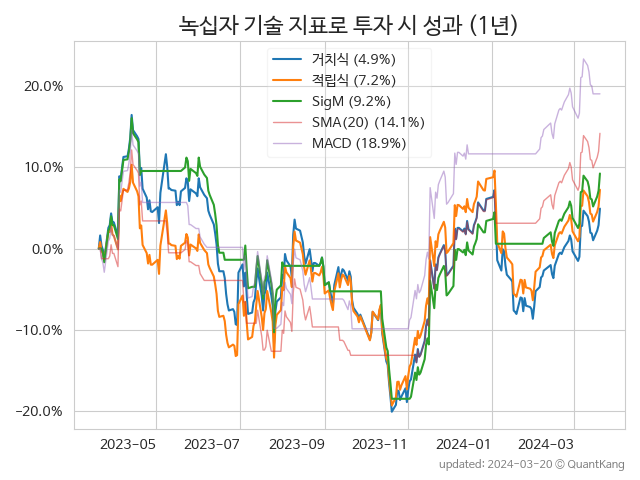 녹십자 기술 지표로 투자 시 성과 (1년)
거치식 (4.9%)
적립식 (7.2%)
SigM (9.2%)
SMA(20) (14.1%)
MACD (18.9%)
20.0%
10.0%
0.0%
−10.0%
−20.0%
2023-05 2023-07 2023-09 2023-11 2024-01 2024-03
updated: 2024-03-20 © QuantKang